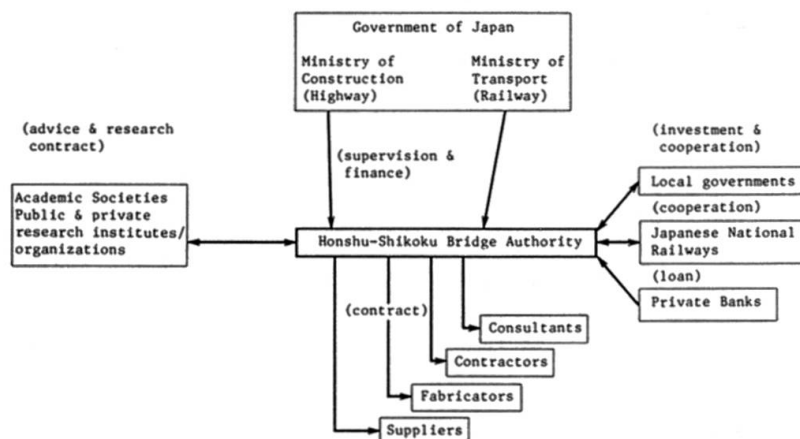 Government of Japan
Ministry of
Construction
(Highway)
Ministry of
Transport
(Railway)
(advice & research
contract)
(supervision &
finance)
(investment &
cooperation)
Academic Societies
Public & private
research institutes/
organizations
Honshu-Shikoku Bridge Authority
Local governments
(cooperation)
Japanese National
Railways
(loan)
Private Banks
(contract)
Consultants
Contractors
Fabricators
Suppliers